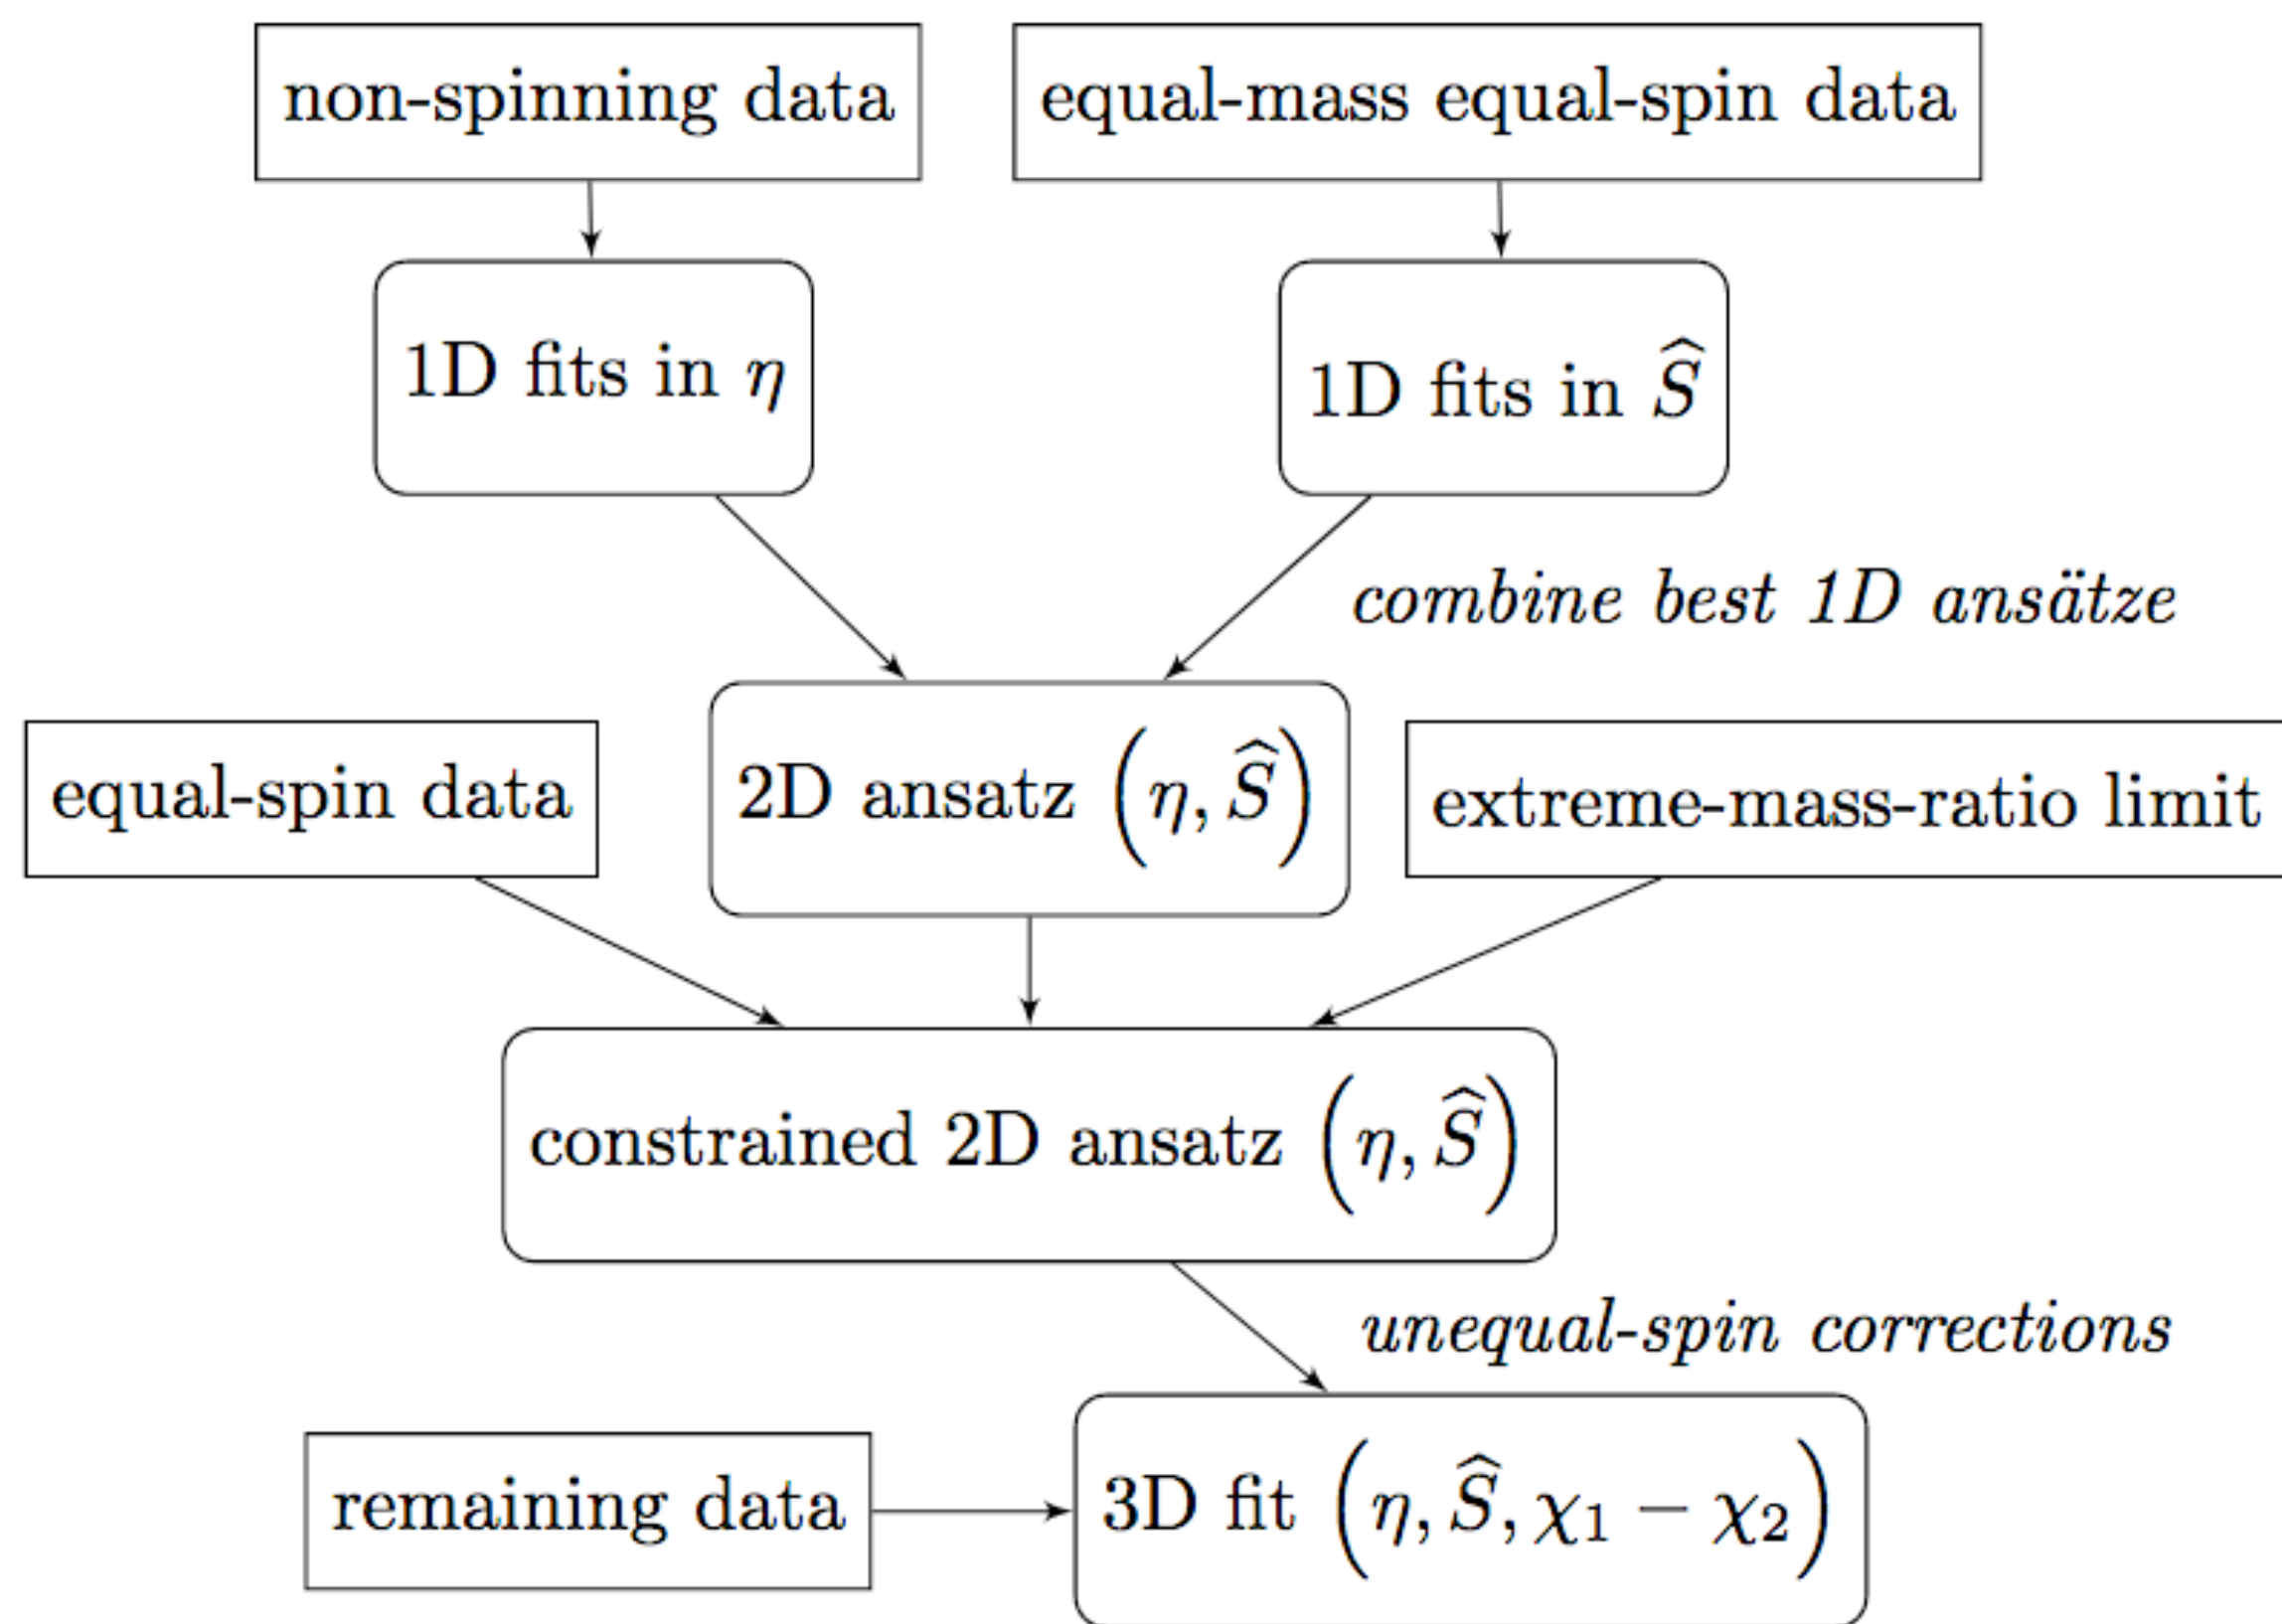 non-spinning data
equal-mass equal-spin data
1D fits in η
1D fits in Ŝ
combine best 1D ansätze
equal-spin data
2D ansatz (η, Ŝ)
extreme-mass-ratio limit
constrained 2D ansatz (η, Ŝ)
unequal-spin corrections
remaining data
3D fit (η, Ŝ, χ₁ − χ₂)